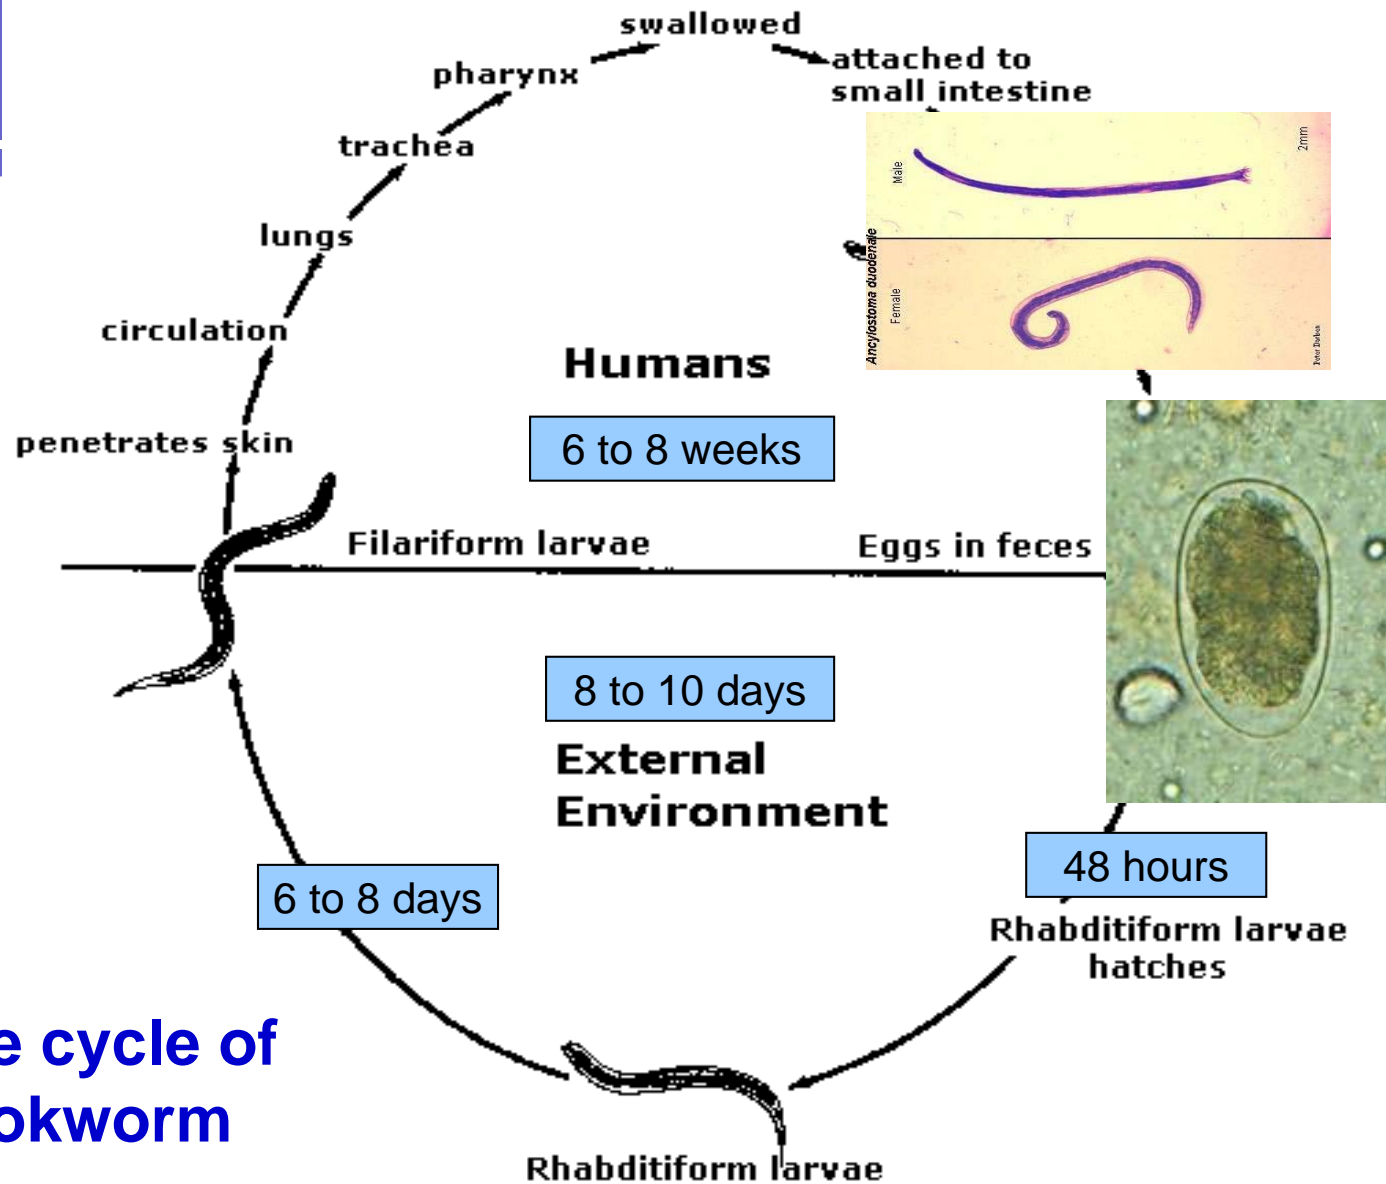 swallowed
attached to
small intestine
pharynx
trachea
lungs
circulation
penetrates skin
Male
2mm
Ancylostoma duodenale
Female
Humans
6 to 8 weeks
Filariform larvae
Eggs in feces
8 to 10 days
External
Environment
6 to 8 days
48 hours
Rhabditiform larvae
hatches
e cycle of
okworm
Rhabditiform larvae